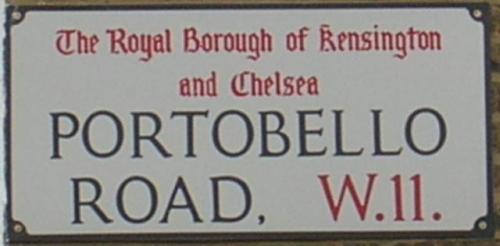 The Royal Borough of Kensington
and Chelsea
PORTOBELLO
ROAD, W.11.